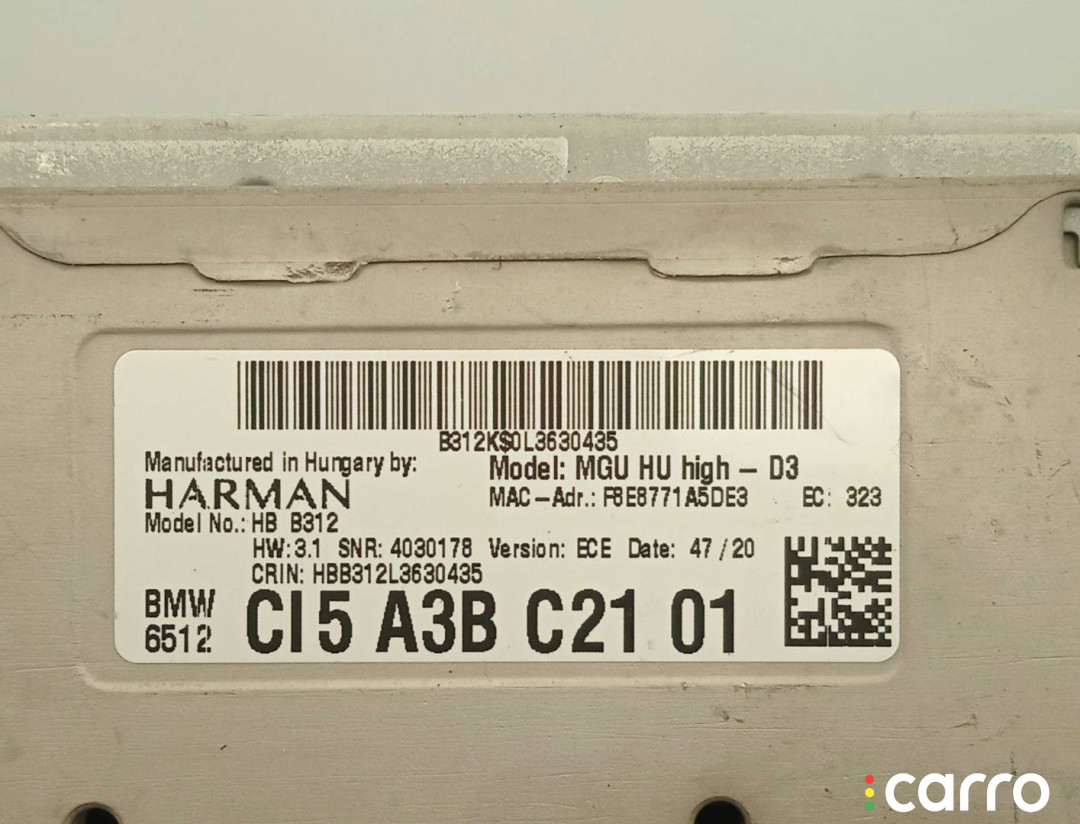 B312K$0L3630435
Manufactured in Hungary by:
Model: MGU HU high – D3
HARMAN
MAC–Adr.: F8E8771A5DE3 EC: 323
Model No.: HB B312
HW: 3.1 SNR: 4030178 Version: ECE Date: 47 / 20
CRIN: HBB312L3630435
BMW
6512
CI5 A3B C21 01
carro